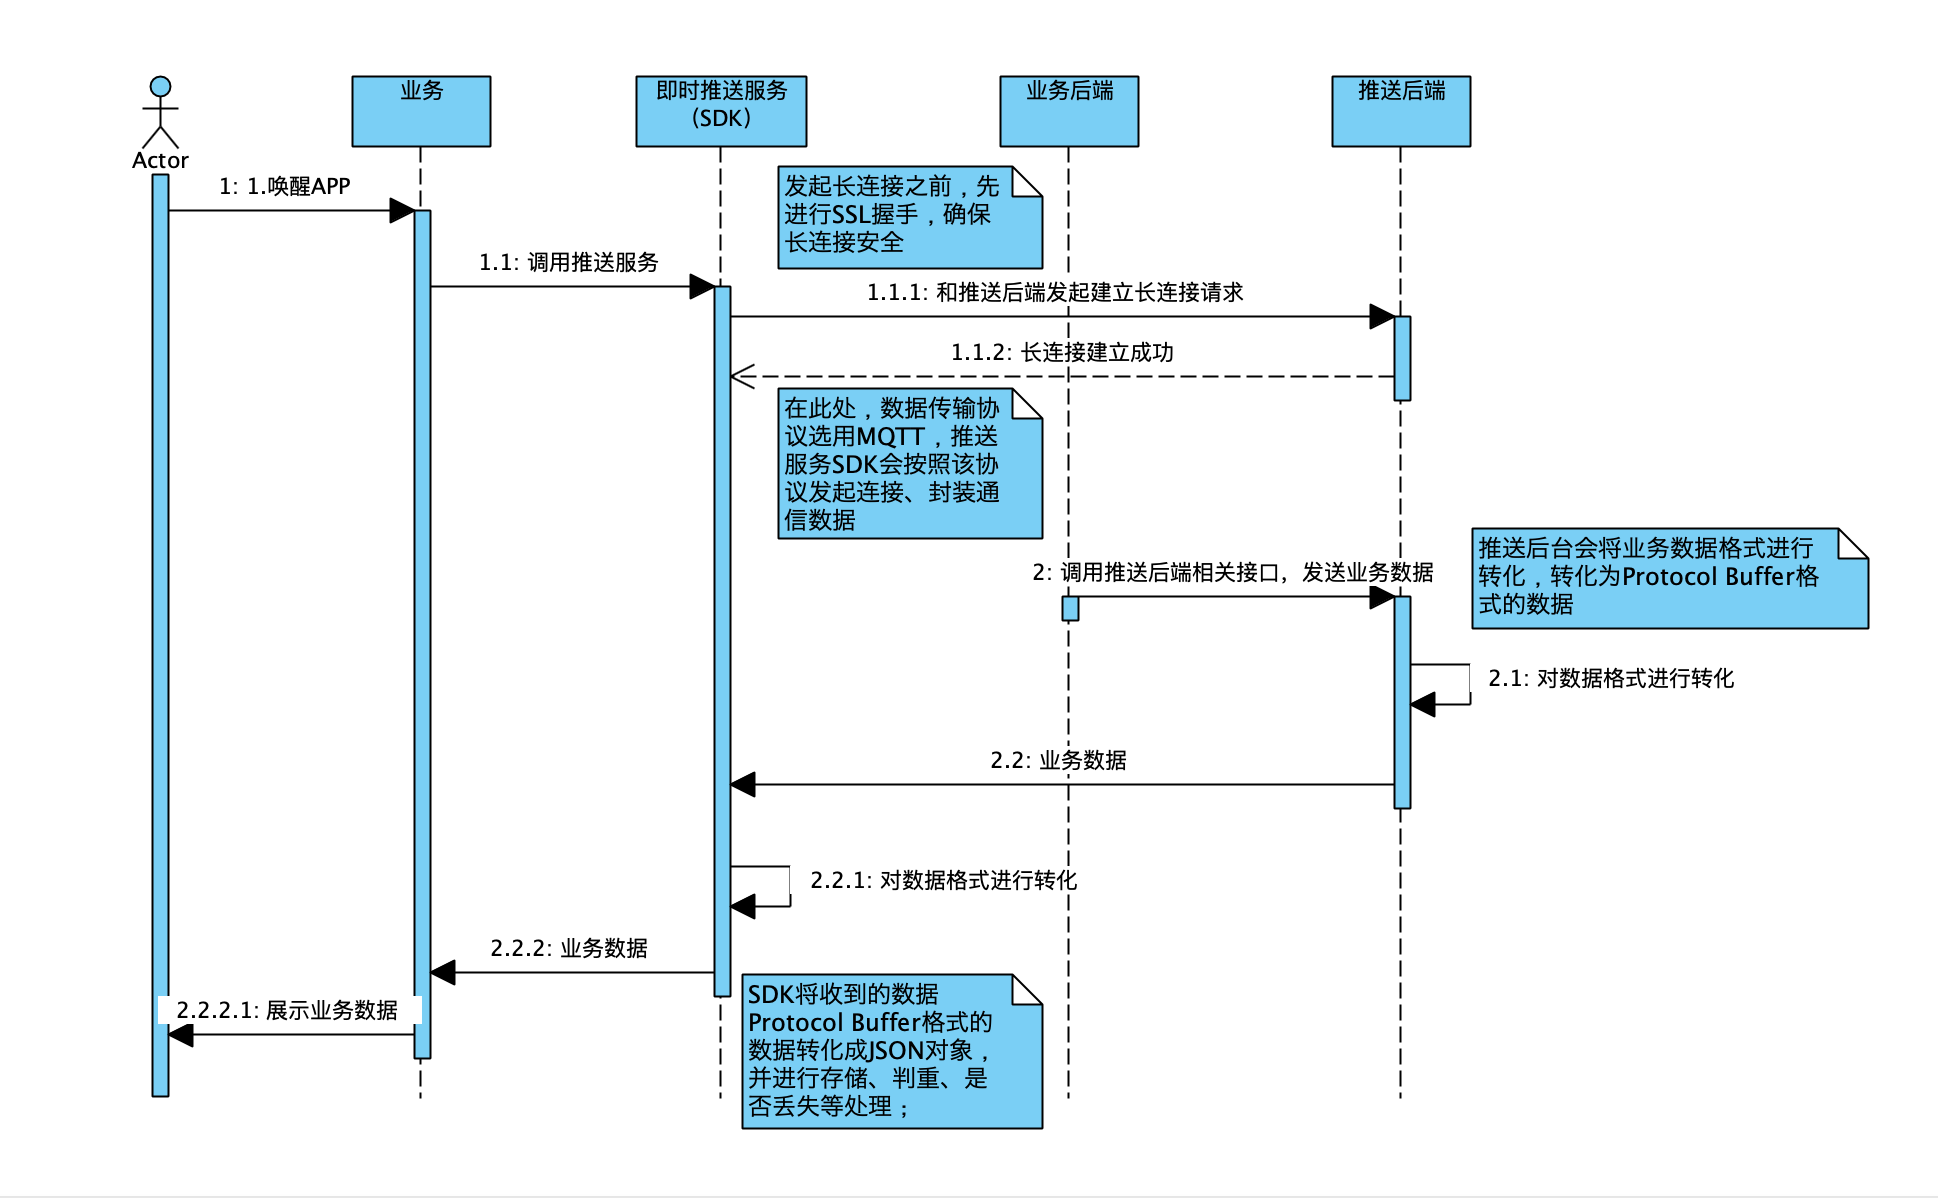 Actor
业务
即时推送服务
（SDK）
业务后端
推送后端
1: 1.唤醒APP
发起长连接之前，先
进行SSL握手，确保
长连接安全
1.1: 调用推送服务
1.1.1: 和推送后端发起建立长连接请求
1.1.2: 长连接建立成功
在此处，数据传输协
议选用MQTT，推送
服务SDK会按照该协
议发起连接、封装通
信数据
2: 调用推送后端相关接口，发送业务数据
推送后台会将业务数据格式进行
转化，转化为Protocol Buffer格
式的数据
2.1: 对数据格式进行转化
2.2: 业务数据
2.2.1: 对数据格式进行转化
2.2.2: 业务数据
2.2.2.1: 展示业务数据
SDK将收到的数据
Protocol Buffer格式的
数据转化成JSON对象，
并进行存储、判重、是
否丢失等处理；